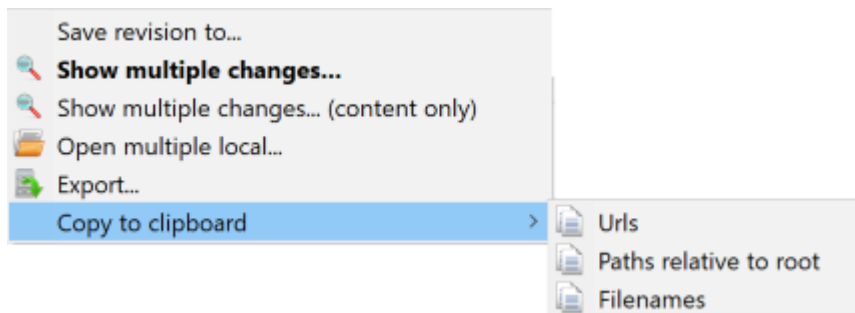 Save revision to...
Show multiple changes...
Show multiple changes... (content only)
Open multiple local...
Export...
Copy to clipboard
Urls
Paths relative to root
Filenames